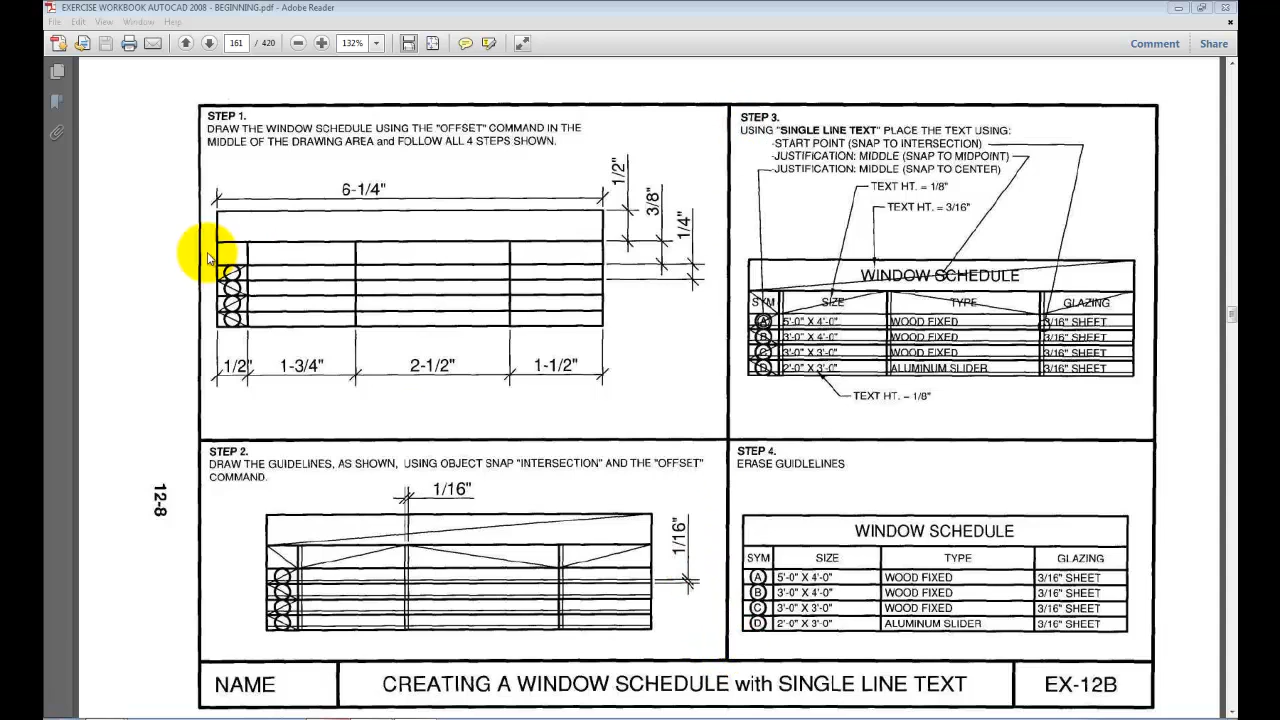 EXERCISE WORKBOOK AUTOCAD 2008 - BEGINNING.pdf - Adobe Reader
File Edit View Window Help
161 / 420 132% Comment Share
STEP 1.
DRAW THE WINDOW SCHEDULE USING THE "OFFSET" COMMAND IN THE
MIDDLE OF THE DRAWING AREA and FOLLOW ALL 4 STEPS SHOWN.
6-1/4"
1/2"
3/8"
1/4"
1/2" 1-3/4" 2-1/2" 1-1/2"
STEP 3.
USING "SINGLE LINE TEXT" PLACE THE TEXT USING:
-START POINT (SNAP TO INTERSECTION)
-JUSTIFICATION: MIDDLE (SNAP TO MIDPOINT)
-JUSTIFICATION: MIDDLE (SNAP TO CENTER)
TEXT HT. = 1/8"
TEXT HT. = 3/16"
WINDOW SCHEDULE
SYM SIZE TYPE GLAZING
A 5'-0" X 4'-0" WOOD FIXED 3/16" SHEET
B 3'-0" X 4'-0" WOOD FIXED 3/16" SHEET
C 3'-0" X 3'-0" WOOD FIXED 3/16" SHEET
D 2'-0" X 3'-0" ALUMINUM SLIDER 3/16" SHEET
TEXT HT. = 1/8"
STEP 2.
DRAW THE GUIDELINES, AS SHOWN, USING OBJECT SNAP "INTERSECTION" AND THE "OFFSET"
COMMAND.
1/16"
1/16"
12-8
STEP 4.
ERASE GUIDLELINES
WINDOW SCHEDULE
SYM SIZE TYPE GLAZING
A 5'-0" X 4'-0" WOOD FIXED 3/16" SHEET
B 3'-0" X 4'-0" WOOD FIXED 3/16" SHEET
C 3'-0" X 3'-0" WOOD FIXED 3/16" SHEET
D 2'-0" X 3'-0" ALUMINUM SLIDER 3/16" SHEET
NAME CREATING A WINDOW SCHEDULE with SINGLE LINE TEXT EX-12B